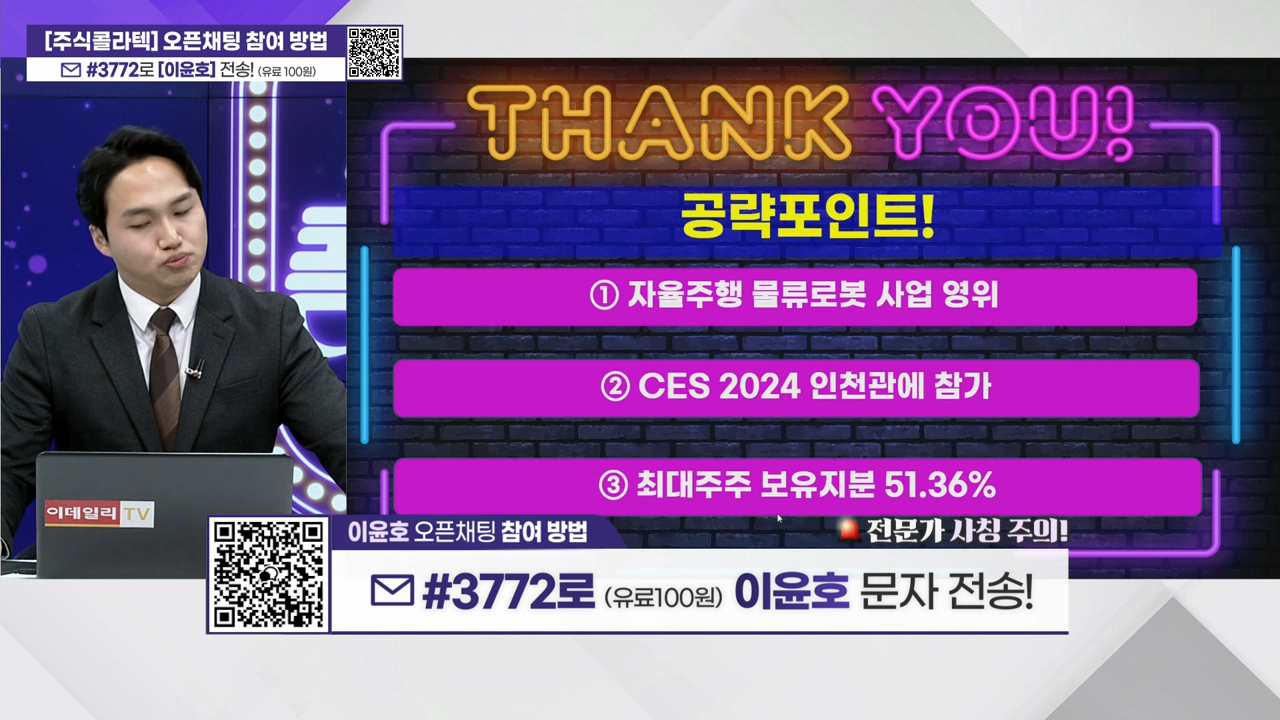 [주식콜라텍] 오픈채팅 참여 방법
#3772로 [이윤호] 전송! (유료 100원)
THANK YOU!
공략포인트!
① 자율주행 물류로봇 사업 영위
② CES 2024 인천관에 참가
③ 최대주주 보유지분 51.36%
이데일리TV
이윤호 오픈채팅 참여 방법
전문가 사칭 주의!
#3772로 (유료100원) 이윤호 문자 전송!